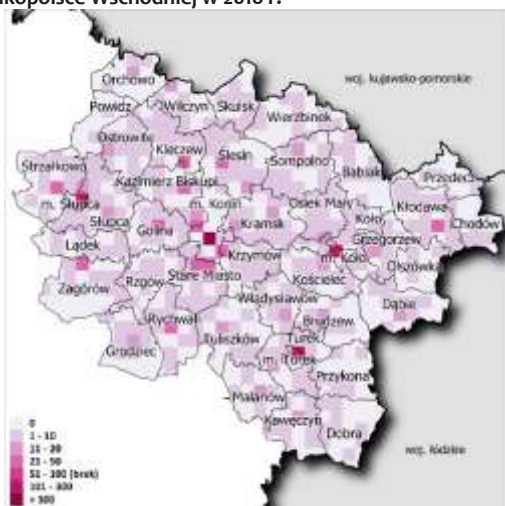 Wschodniej w 2018 r.
Orchowo
woj. kujawsko-pomorskie
Powidz
Wilczyn
Skulsk
Wierzbinek
Ostrowite
Kleczew
Ślesin
Sompolno
Strzałkowo
Kazimierz Biskupi
Babiak
Przedecz
m. Słupca
Słupca
m. Konin
Osiek Mały
Koło
Kłodawa
Chodów
Golina
Kramsk
Grzegorzew
Lądek
m. Koło
Olszówka
Krzymów
Stare Miasto
Kościelec
Zagórów
Rzgów
Władysławów
Dąbie
Rychwał
Brudzew
Grodziec
Tuliszków
Turek
m. Turek
Przykona
Malanów
Kawęczyn
Dobra
woj. łódzkie
0
1 - 10
11 - 20
21 - 50
51 - 100 (brak)
101 - 300
> 300